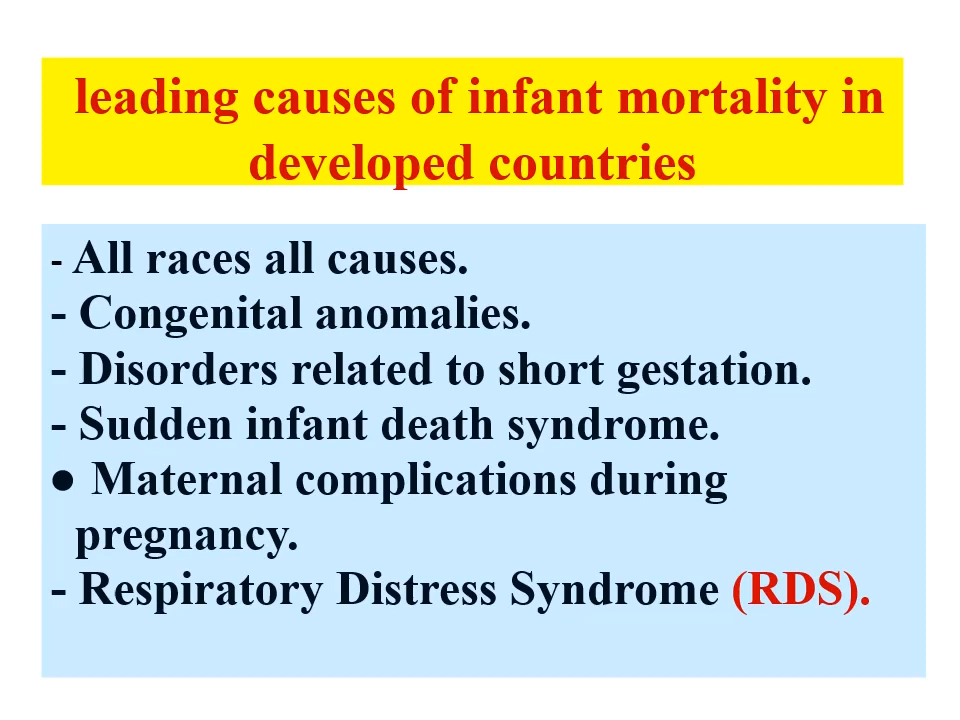 leading causes of infant mortality in
developed countries
- All races all causes.
- Congenital anomalies.
- Disorders related to short gestation.
- Sudden infant death syndrome.
● Maternal complications during
pregnancy.
- Respiratory Distress Syndrome (RDS).